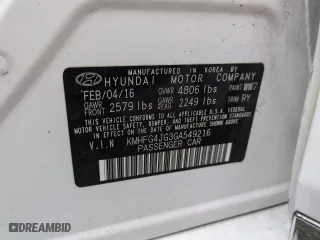 MANUFACTURED IN KOREA BY
HYUNDAI MOTOR COMPANY
FEB/04/16 GVWR 4806 lbs PAINT WW7
GAWR FRONT 2579 lbs GAWR REAR 2249 lbs TRIM RY
THIS VEHICLE CONFORMS TO ALL APPLICABLE
U.S. FEDERAL MOTOR VEHICLE SAFETY, BUMPER,
AND THEFT PREVENTION STANDARDS IN EFFECT ON
THE DATE OF MANUFACTURE SHOWN ABOVE.
V.I.N KMHFG4JG3GA549216
PASSENGER CAR